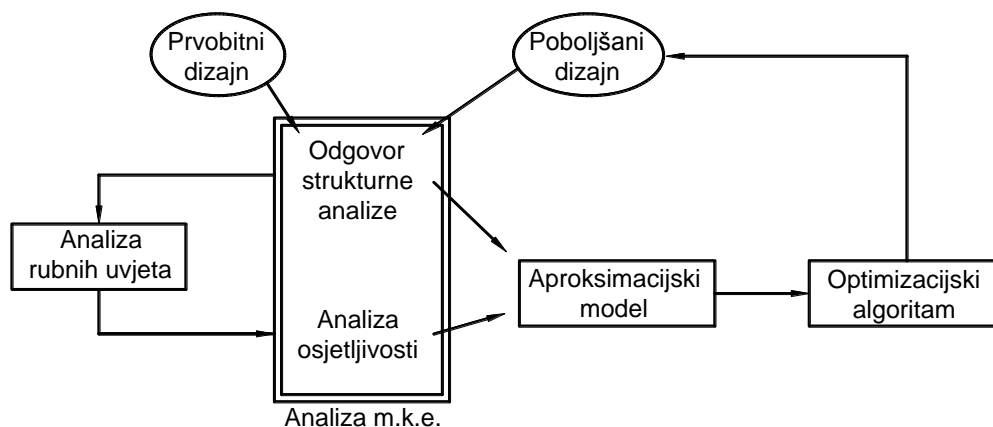 Prvobitni
dizajn
Poboljšani
dizajn
Odgovor
strukturne
analize
Analiza
rubnih uvjeta
Aproksimacijski
model
Optimizacijski
algoritam
Analiza
osjetljivosti
Analiza m.k.e.